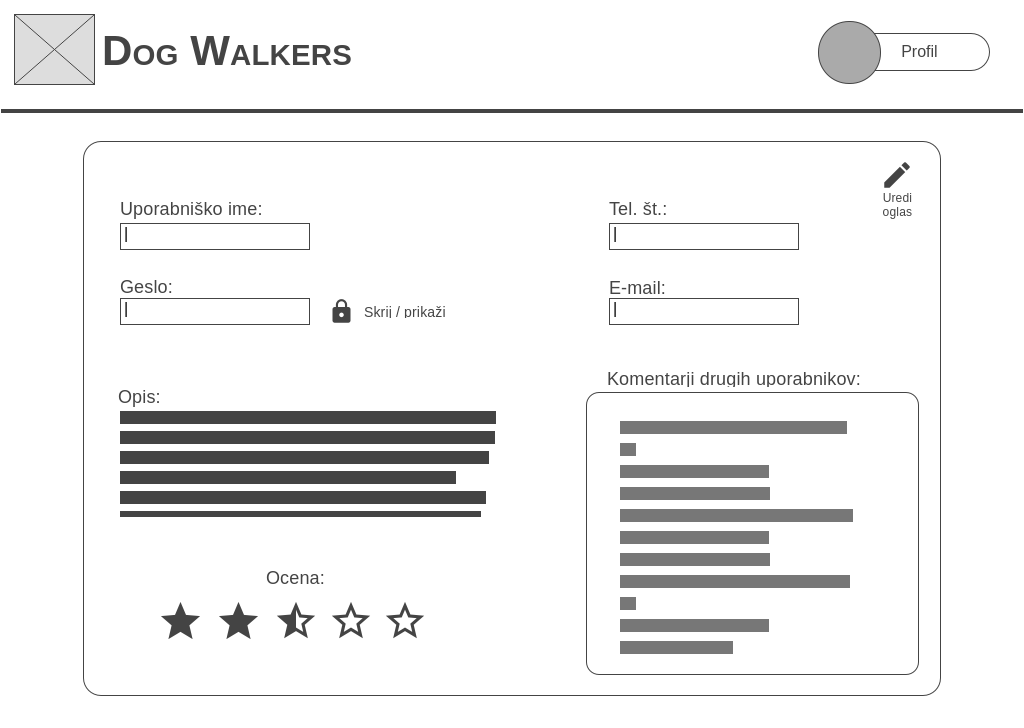 Dog Walkers
Profil
Uredi
oglas
Uporabniško ime:
Tel. št.:
Geslo:
E-mail:
Skrij / prikaži
Komentarji drugih uporabnikov:
Opis:
Ocena: